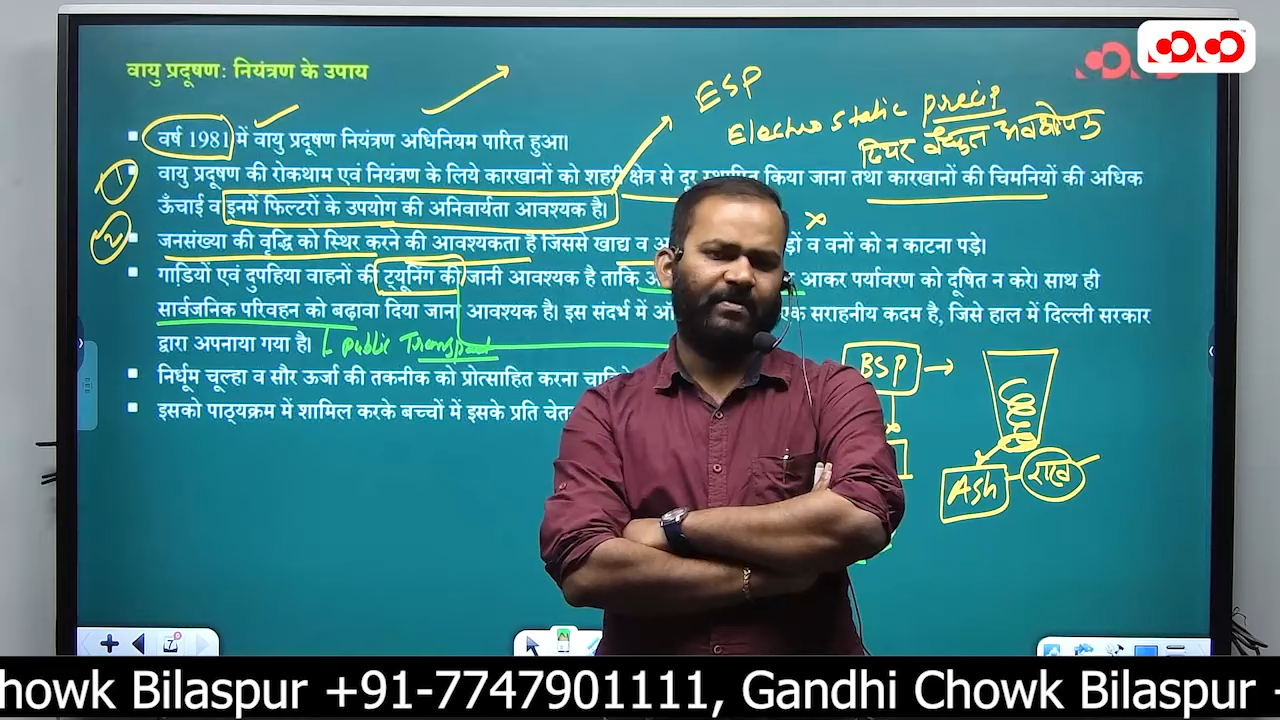 वायु प्रदूषण: नियंत्रण के उपाय
ESP
Electro static precip
स्थिर वैद्युत अवक्षेपक
वर्ष 1981 में वायु प्रदूषण नियंत्रण अधिनियम पारित हुआ।
1
वायु प्रदूषण की रोकथाम एवं नियंत्रण के लिये कारखानों को शहरी क्षेत्र से दूर स्थापित किया जाना तथा कारखानों की चिमनियों की अधिक
ऊँचाई व इनमें फिल्टरों के उपयोग की अनिवार्यता आवश्यक है।
2
जनसंख्या की वृद्धि को स्थिर करने की आवश्यकता है जिससे खाद्य व व वनों को न काटना पड़े।
गाड़ियों एवं दुपहिया वाहनों की ट्यूनिंग की जानी आवश्यक है ताकि आकर पर्यावरण को दूषित न करे। साथ ही
सार्वजनिक परिवहन को बढ़ावा दिया जाना आवश्यक है। इस संदर्भ में एक सराहनीय कदम है, जिसे हाल में दिल्ली सरकार
द्वारा अपनाया गया है। public Transport
निर्धूम चूल्हा व सौर ऊर्जा की तकनीक को प्रोत्साहित करना
इसको पाठ्यक्रम में शामिल करके बच्चों में इसके प्रति
BSP
Ash
राख
howk Bilaspur +91-7747901111, Gandhi Chowk Bilaspur